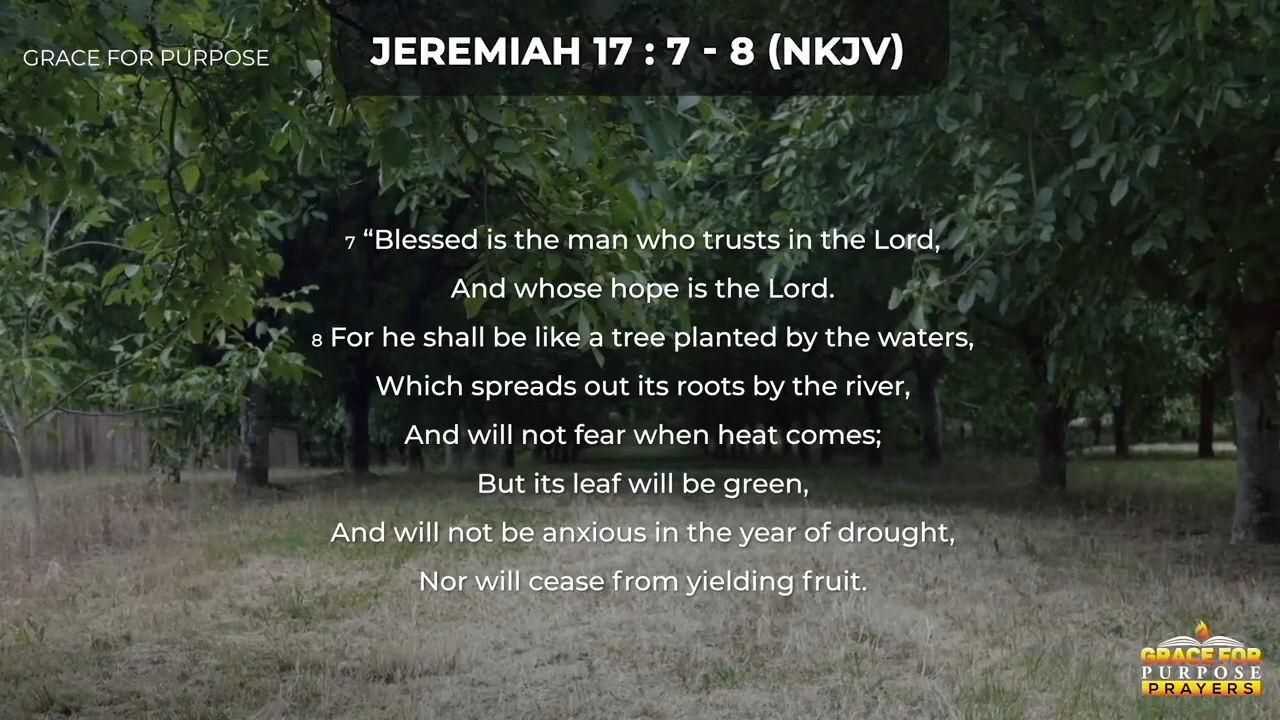 GRACE FOR PURPOSE
JEREMIAH 17 : 7 - 8 (NKJV)
7 “Blessed is the man who trusts in the Lord,
And whose hope is the Lord.
8 For he shall be like a tree planted by the waters,
Which spreads out its roots by the river,
And will not fear when heat comes;
But its leaf will be green,
And will not be anxious in the year of drought,
Nor will cease from yielding fruit.
GRACE FOR
PURPOSE
PRAYERS